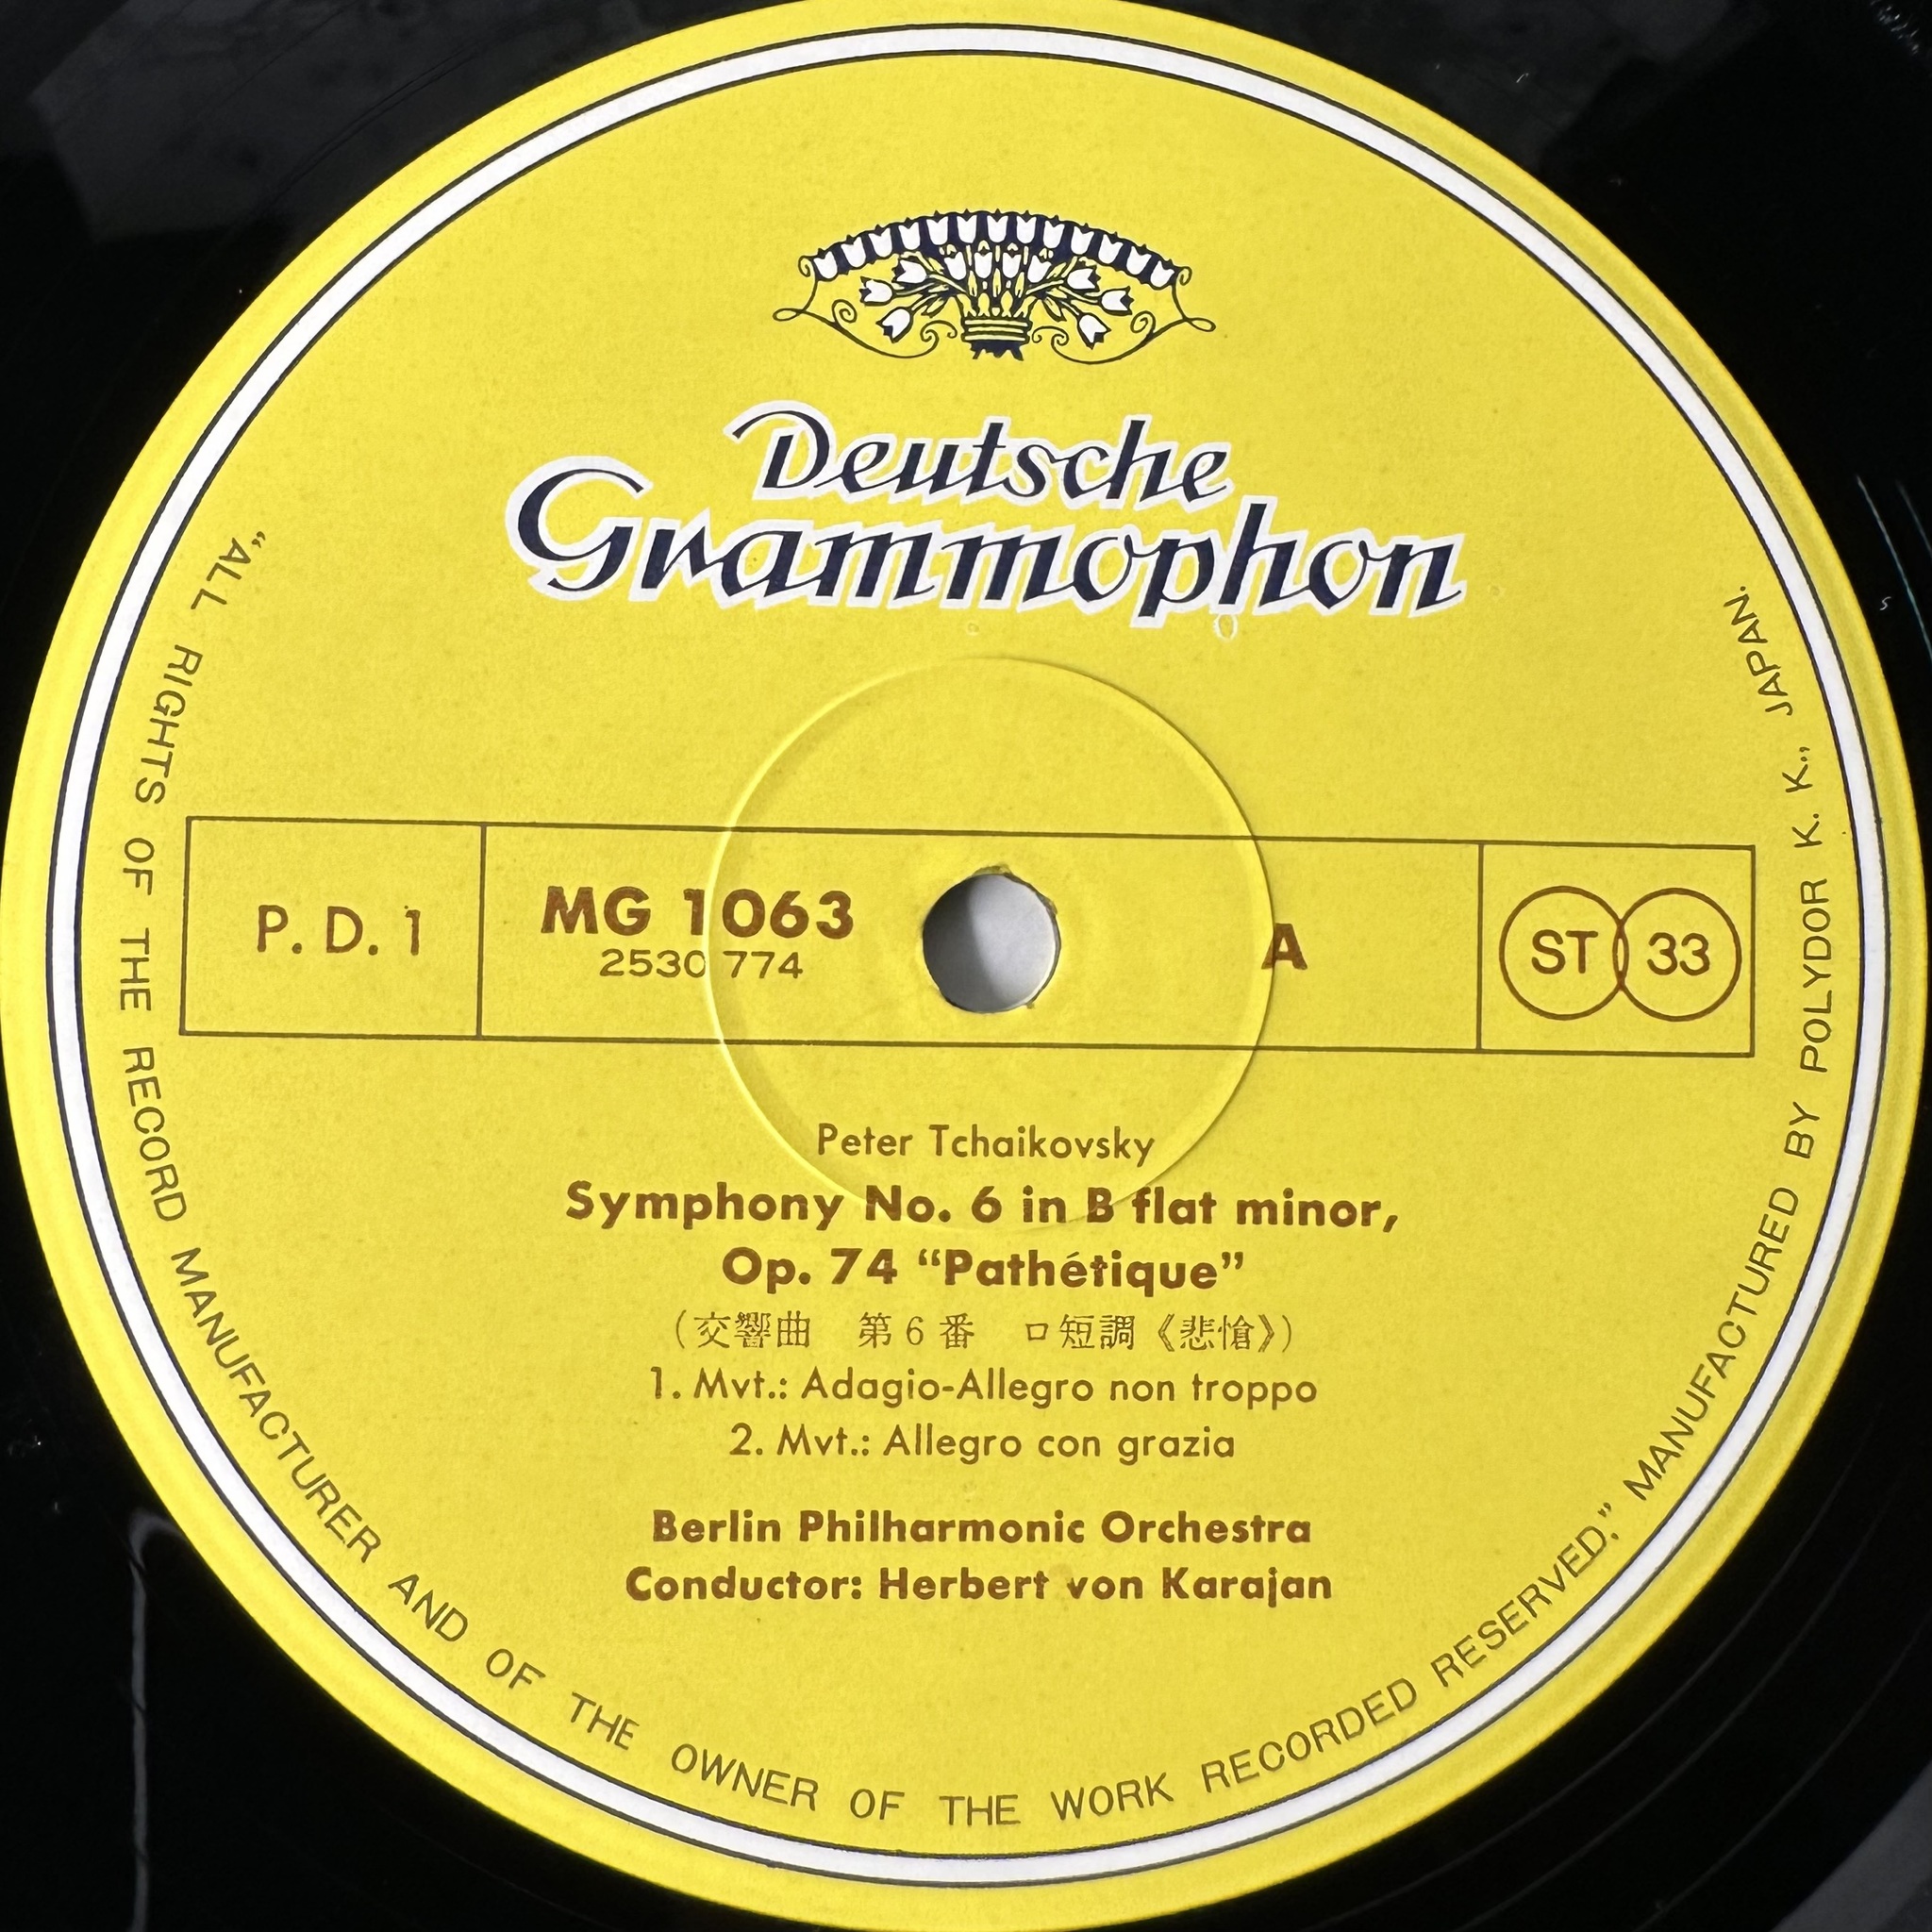 Deutsche
Grammophon
P. D. 1
MG 1063
2530 774
A
ST 33
Peter Tchaikovsky
Symphony No. 6 in B flat minor,
Op. 74 “Pathétique”
(交響曲　第6番　ロ短調《悲愴》)
1. Mvt.: Adagio-Allegro non troppo
2. Mvt.: Allegro con grazia
Berlin Philharmonic Orchestra
Conductor: Herbert von Karajan
“ALL RIGHTS OF THE RECORD MANUFACTURER AND OF THE OWNER OF THE WORK RECORDED RESERVED.” MANUFACTURED BY POLYDOR K. K., JAPAN.